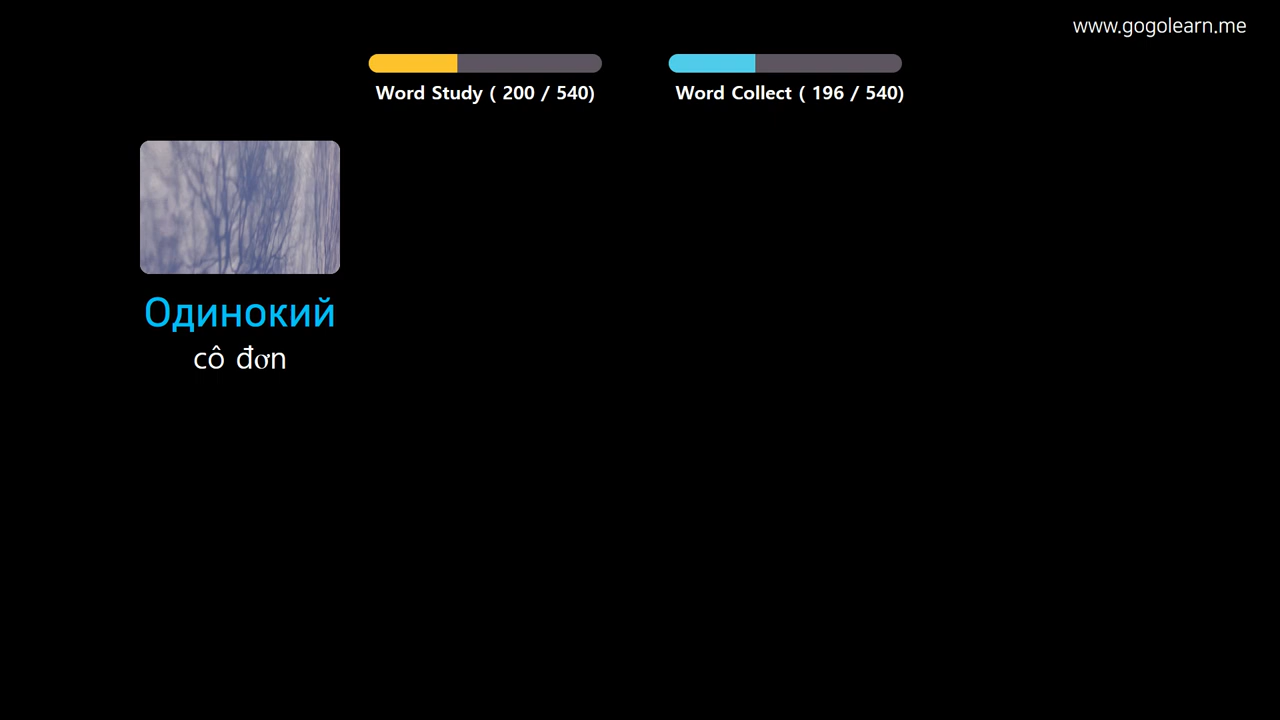 www.gogolearn.me
Word Study ( 200 / 540)
Word Collect ( 196 / 540)
Одинокий
cô đơn